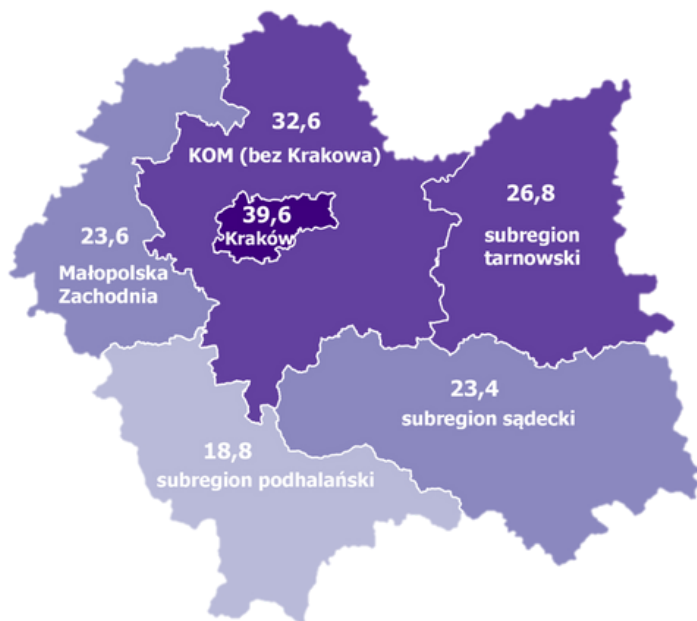 32,6
KOM (bez Krakowa)
39,6
Kraków
26,8
subregion
tarnowski
23,6
Małopolska
Zachodnia
23,4
subregion sądecki
18,8
subregion podhalański